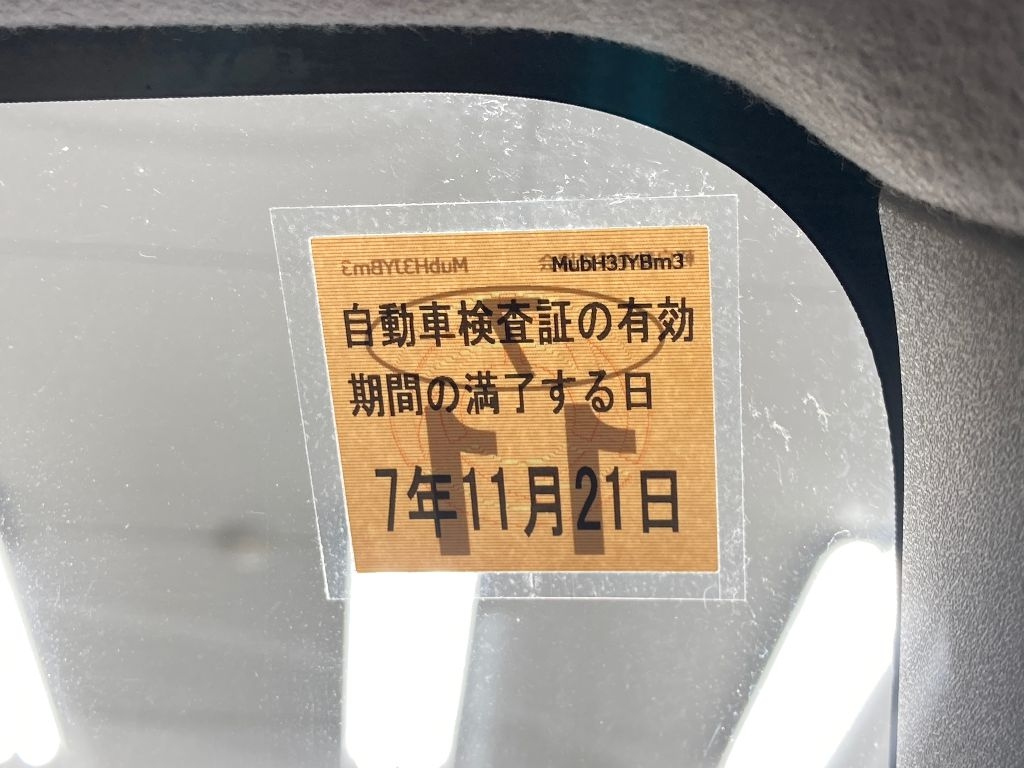 MubH3JYBm3
自動車検査証の有効
期間の満了する日
7年11月21日